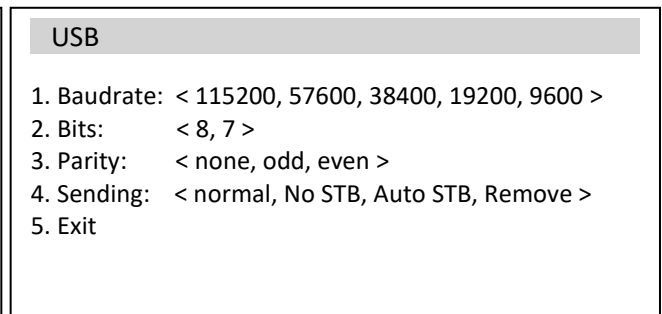 USB
1. Baudrate: < 115200, 57600, 38400, 19200, 9600 >
2. Bits: < 8, 7 >
3. Parity: < none, odd, even >
4. Sending: < normal, No STB, Auto STB, Remove >
5. Exit